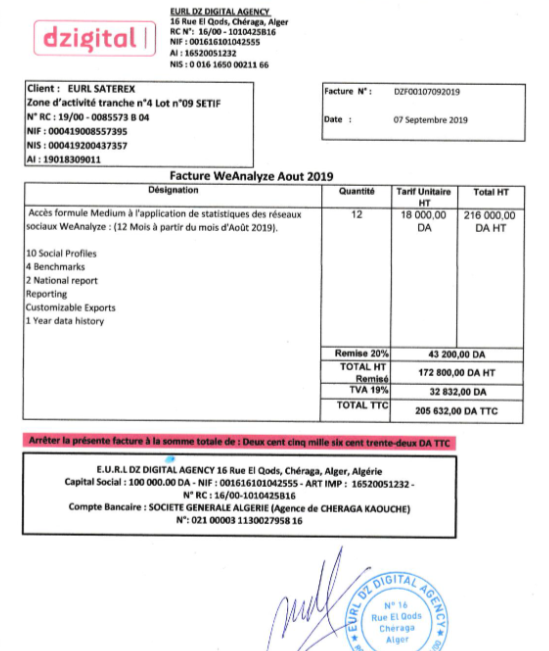 dzigital
EURL DZ DIGITAL AGENCY
16 Rue El Qods, Chéraga, Alger
RC N°: 16/00 - 1010425B16
NIF : 001616101042555
AI : 16520051232
NIS : 0 016 1650 00211 66
Client : EURL SATEREX
Zone d'activité tranche n°4 Lot n°09 SETIF
N° RC : 19/00 - 0085573 B 04
NIF : 000419008557395
NIS : 000419200437357
AI : 19018309011
Facture N° : DZF00107092019
Date : 07 Septembre 2019
Facture WeAnalyze Aout 2019
Désignation Quantité Tarif Unitaire HT Total HT
Accès formule Medium à l'application de statistiques des réseaux 12 18 000,00 216 000,00
sociaux WeAnalyze : (12 Mois à partir du mois d'Août 2019). DA DA HT
10 Social Profiles
4 Benchmarks
2 National report
Reporting
Customizable Exports
1 Year data history
Remise 20% 43 200,00 DA
TOTAL HT Remisé 172 800,00 DA HT
TVA 19% 32 832,00 DA
TOTAL TTC 205 632,00 DA TTC
Arrêter la présente facture à la somme totale de : Deux cent cinq mille six cent trente-deux DA TTC
E.U.R.L DZ DIGITAL AGENCY 16 Rue El Qods, Chéraga, Alger, Algérie
Capital Social : 100 000.00 DA - NIF : 001616101042555 - ART IMP : 16520051232 -
N° RC : 16/00-1010425B16
Compte Bancaire : SOCIETE GENERALE ALGERIE (Agence de CHERAGA KAOUCHE)
N°: 021 00003 1130027958 16
EURL DZ DIGITAL AGENCY
N° 16
Rue El Qods
Chéraga
Alger